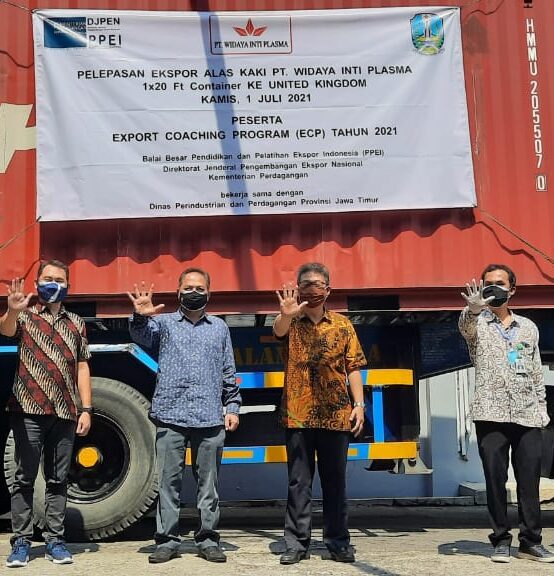 DJPEN
PPEI
PT. WIDAYA INTI PLASMA
PELEPASAN EKSPOR ALAS KAKI PT. WIDAYA INTI PLASMA
1x20 Ft Container KE UNITED KINGDOM
KAMIS, 1 JULI 2021
PESERTA
EXPORT COACHING PROGRAM (ECP) TAHUN 2021
Balai Besar Pendidikan dan Pelatihan Ekspor Indonesia (PPEI)
Direktorat Jenderal Pengembangan Ekspor Nasional
Kementerian Perdagangan
bekerja sama dengan
Dinas Perindustrian dan Perdagangan Provinsi Jawa Timur
HMMU 205507 0